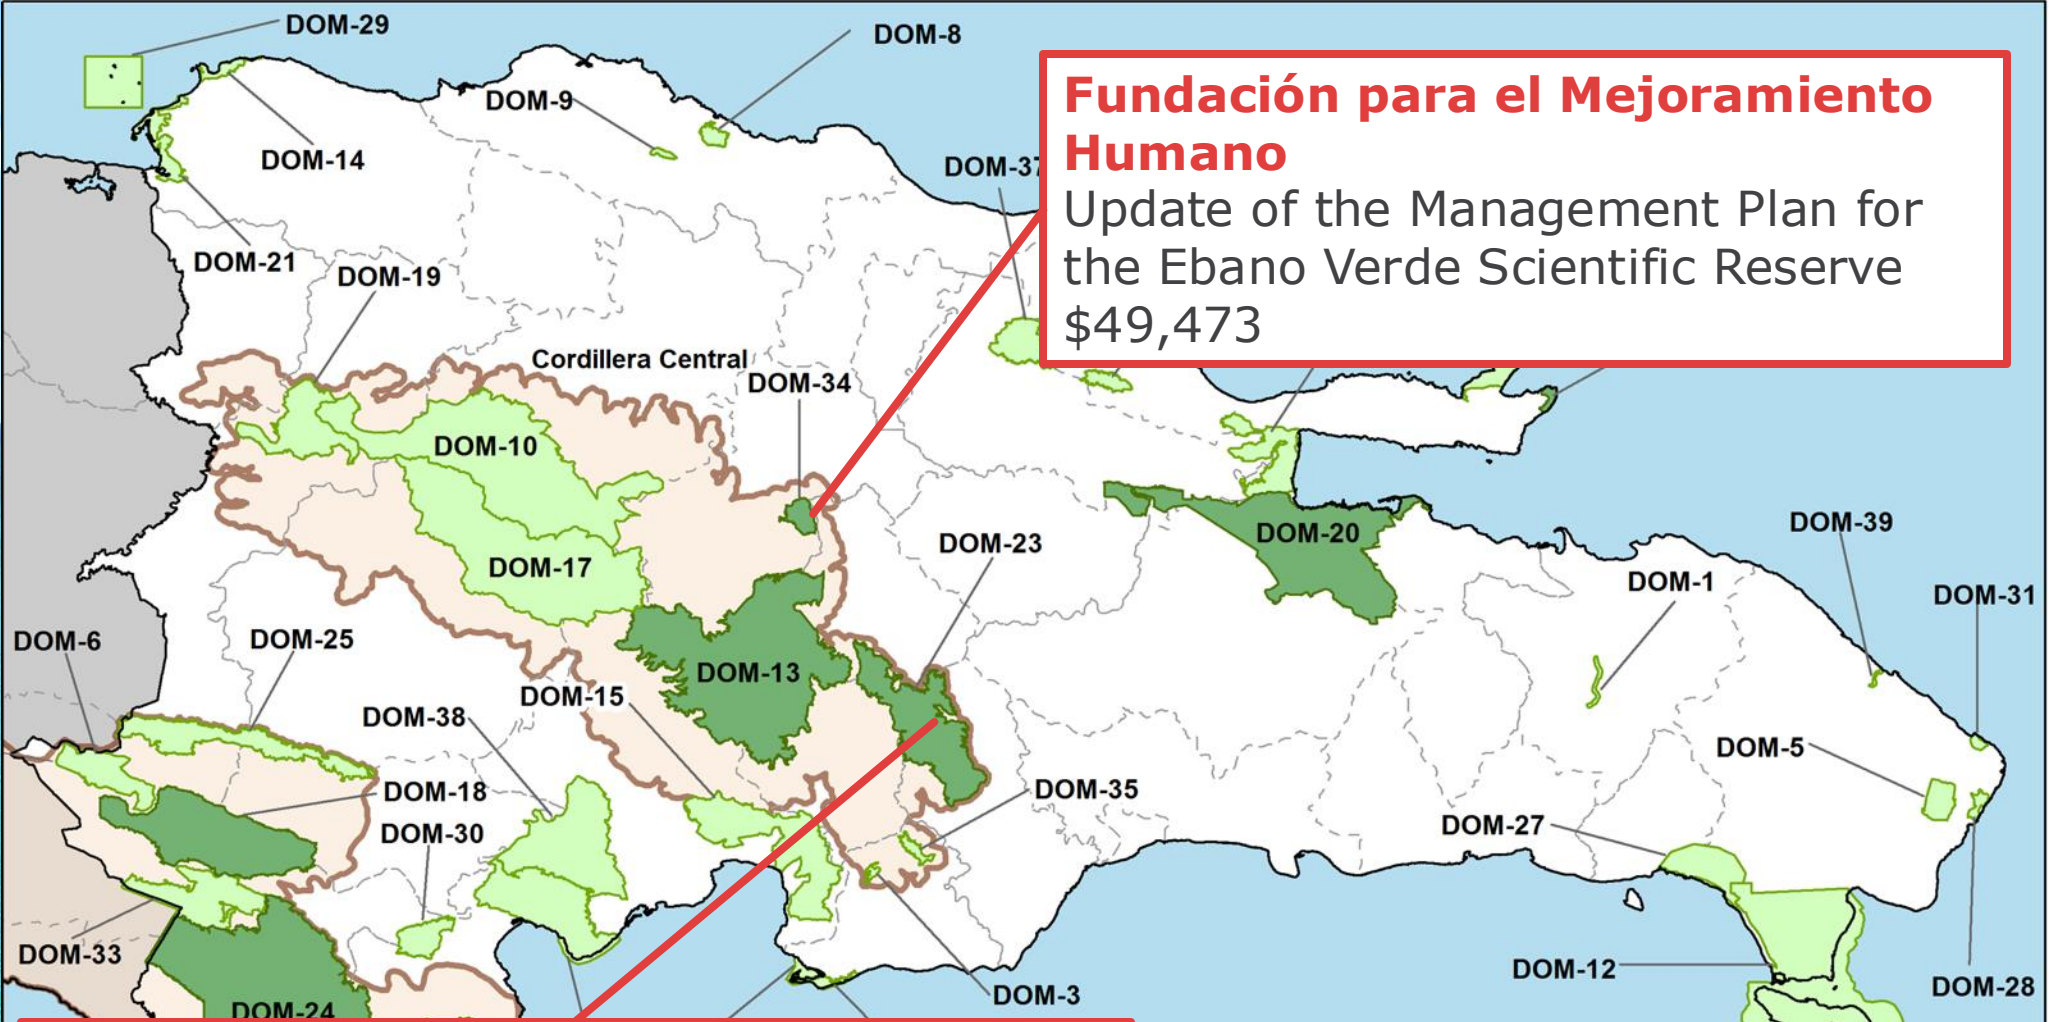 DOM-29
DOM-8
Fundación para el Mejoramiento
Humano
Update of the Management Plan for
the Ebano Verde Scientific Reserve
$49,473
DOM-9
DOM-14
DOM-37
DOM-21
DOM-19
Cordillera Central
DOM-34
DOM-10
DOM-39
DOM-20
DOM-23
DOM-17
DOM-1
DOM-31
DOM-6
DOM-25
DOM-13
DOM-15
DOM-38
DOM-5
DOM-18
DOM-35
DOM-30
DOM-27
DOM-33
DOM-12
DOM-28
DOM-3
DOM-24